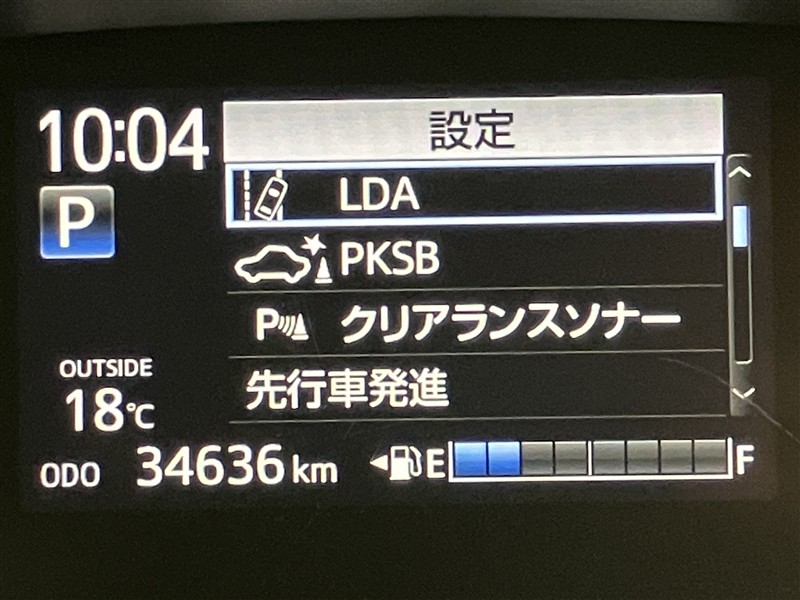 10:04
設定
P
LDA
PKSB
P クリアランスソナー
先行車発進
OUTSIDE
18℃
ODO 34636 km
E F